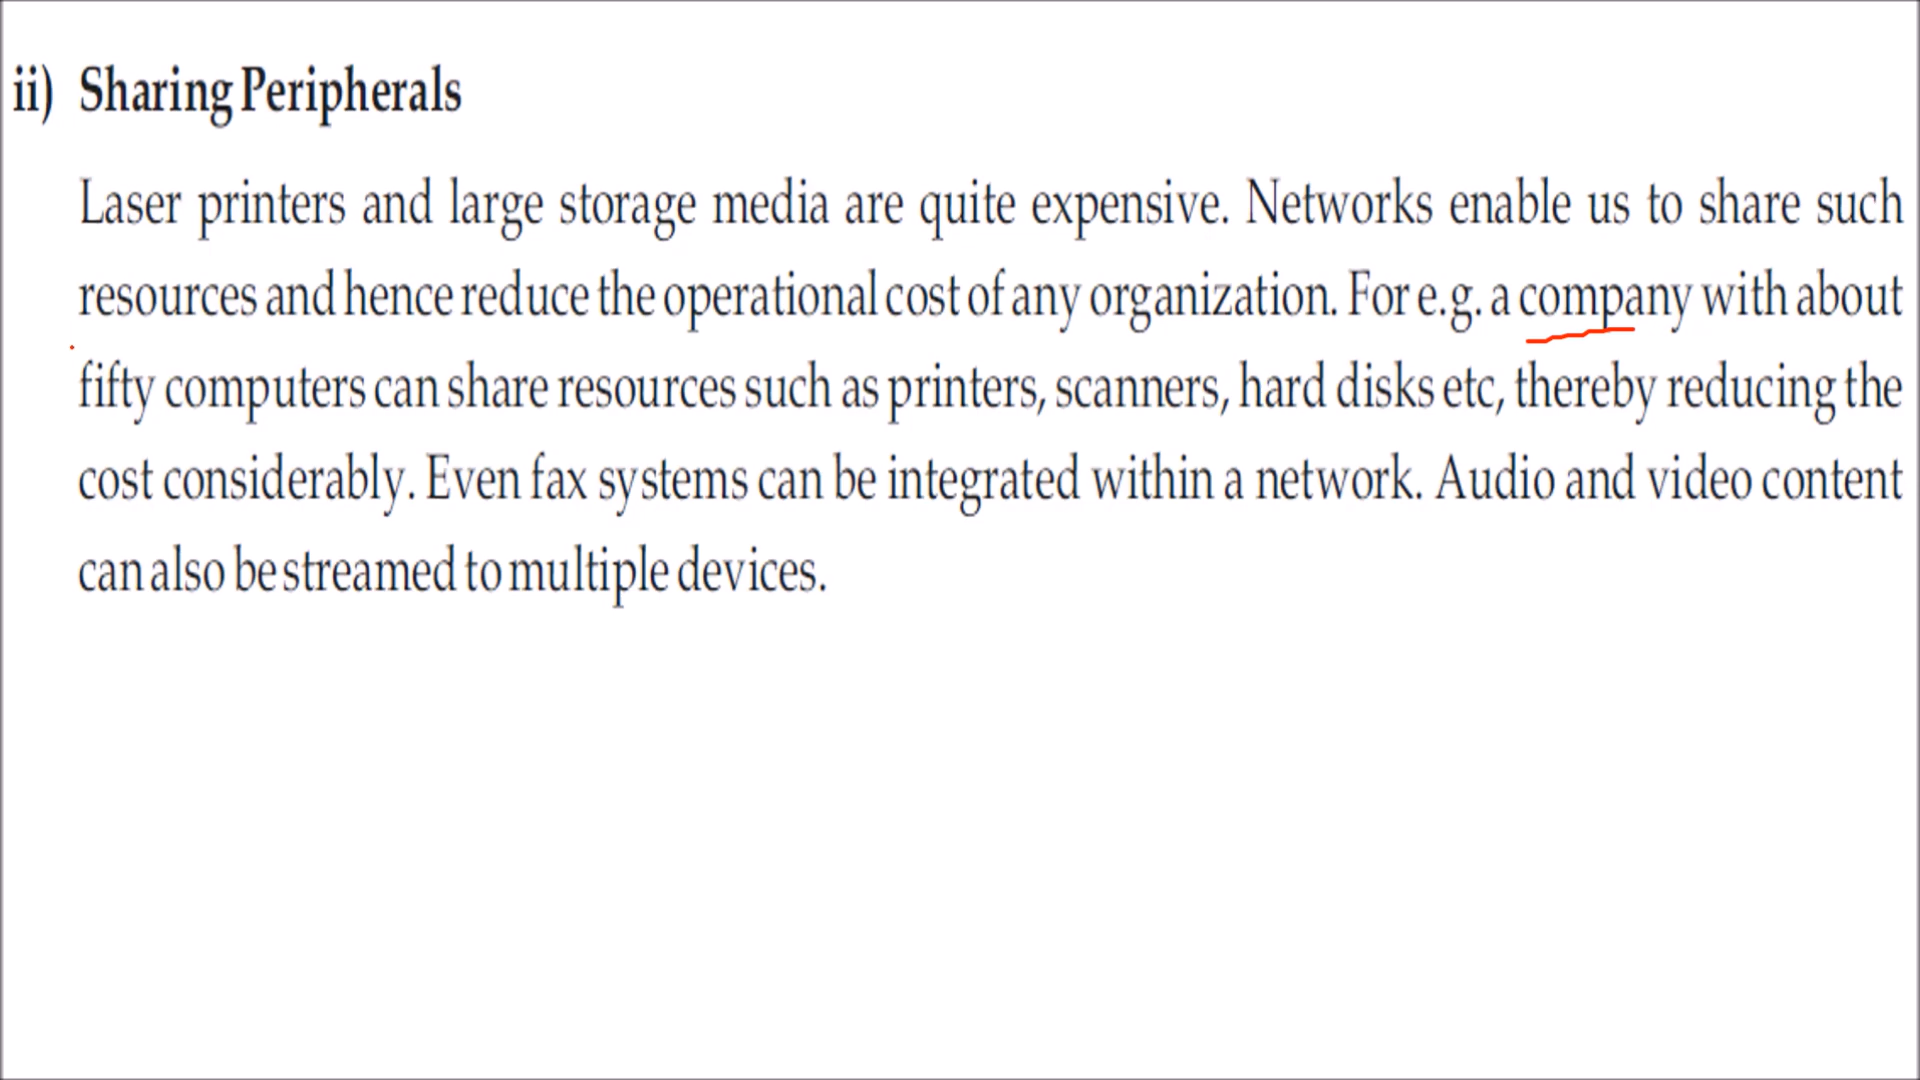 ii) Sharing Peripherals
Laser printers and large storage media are quite expensive. Networks enable us to share such
resources and hence reduce the operational cost of any organization. For e.g. a company with about
fifty computers can share resources such as printers, scanners, hard disks etc, thereby reducing the
cost considerably. Even fax systems can be integrated within a network. Audio and video content
can also be streamed to multiple devices.